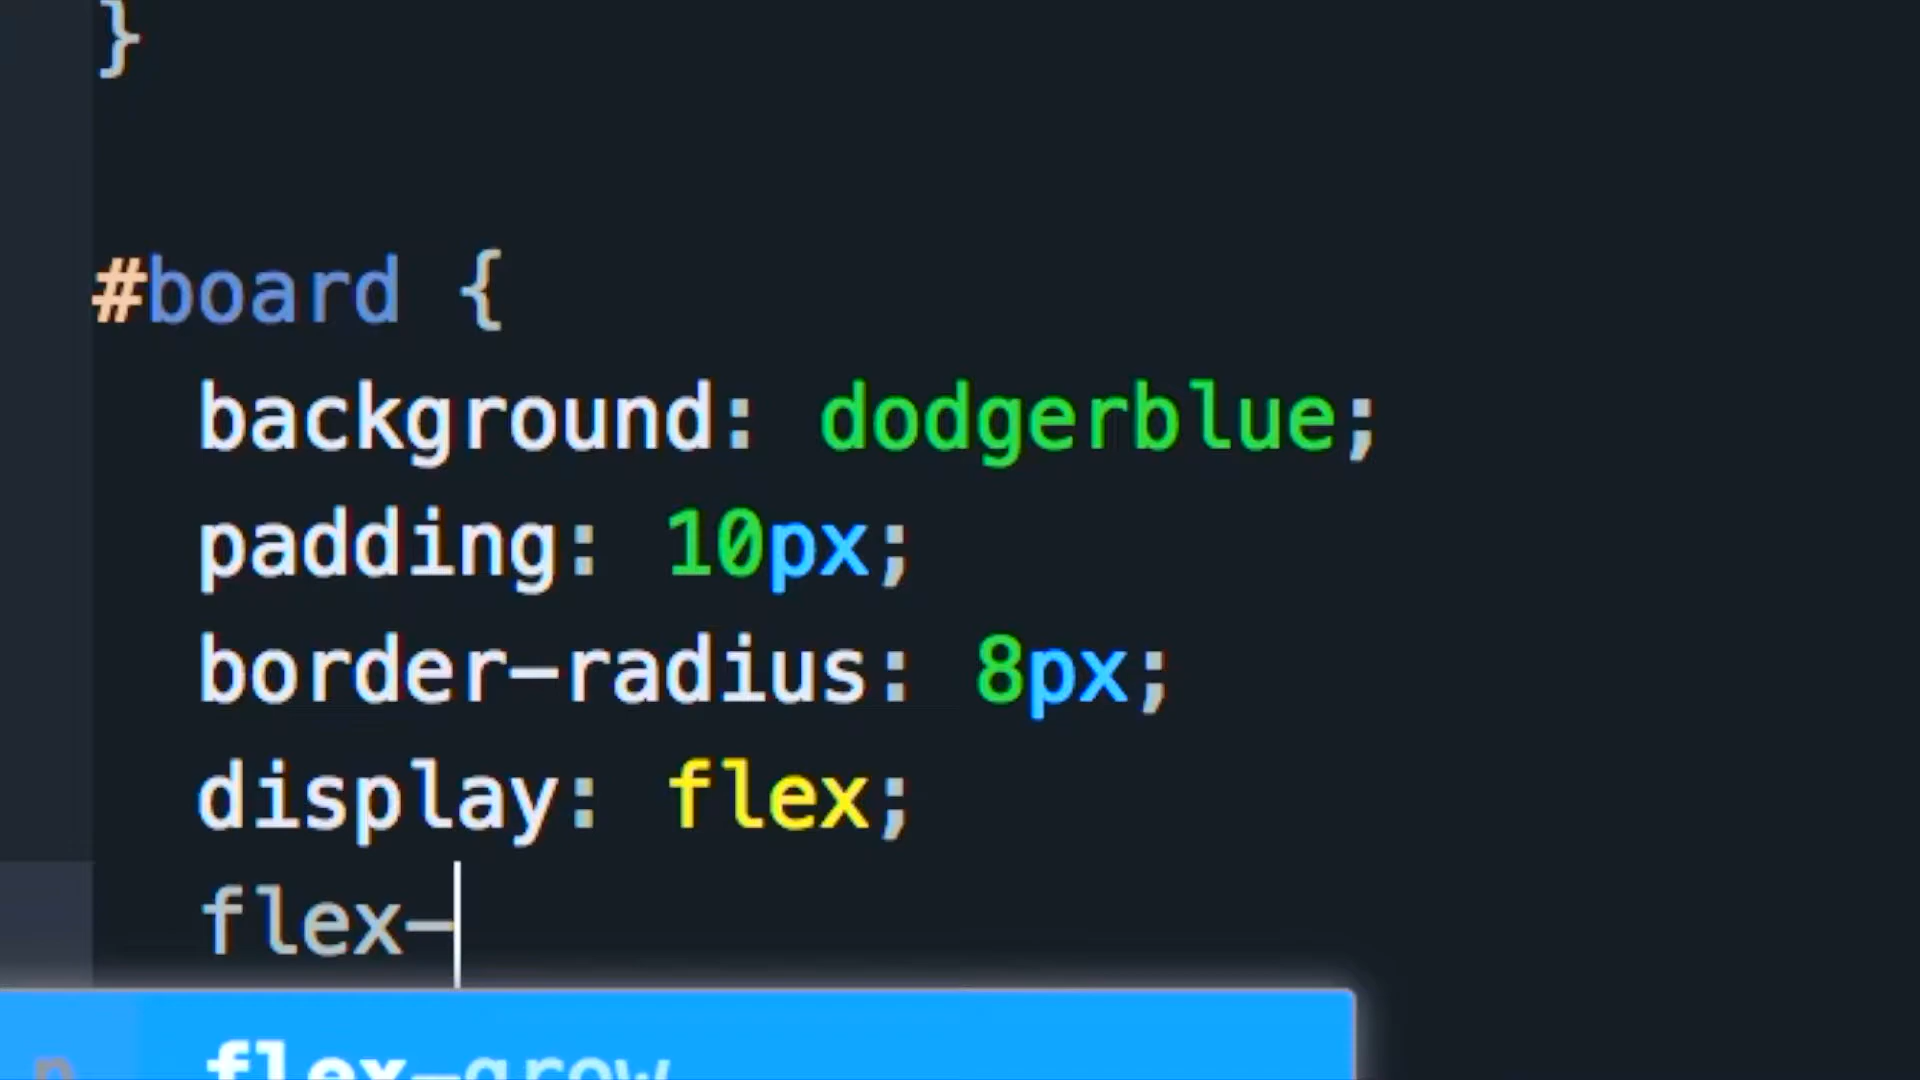 }
#board {
background: dodgerblue;
padding: 10px;
border-radius: 8px;
display: flex;
flex-
p flex-grow